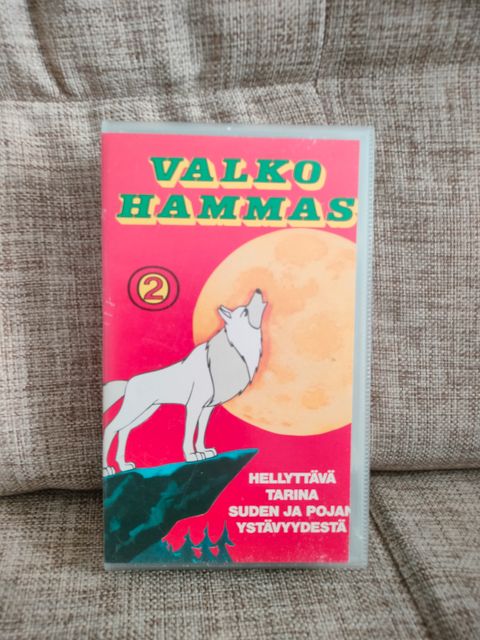 VALKO
HAMMAS
2
HELLYTTÄVÄ
TARINA
SUDEN JA POJAN
YSTÄVYYDESTÄ